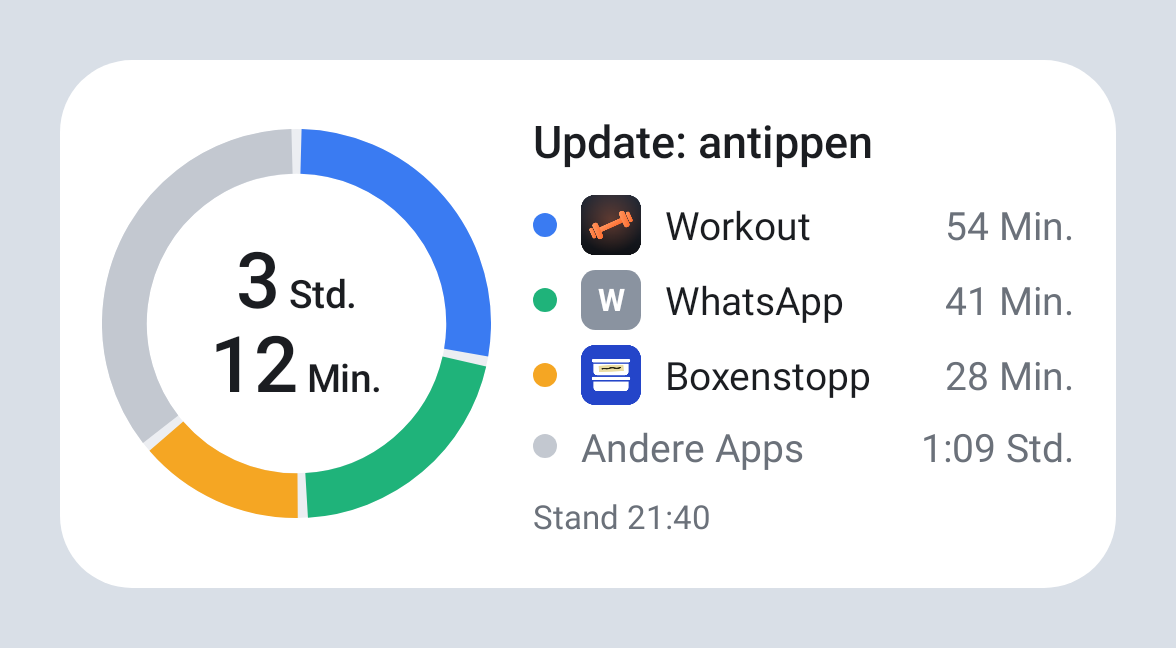 3 Std.
12 Min.
Update: antippen
Workout 54 Min.
W WhatsApp 41 Min.
Boxenstopp 28 Min.
Andere Apps 1:09 Std.
Stand 21:40